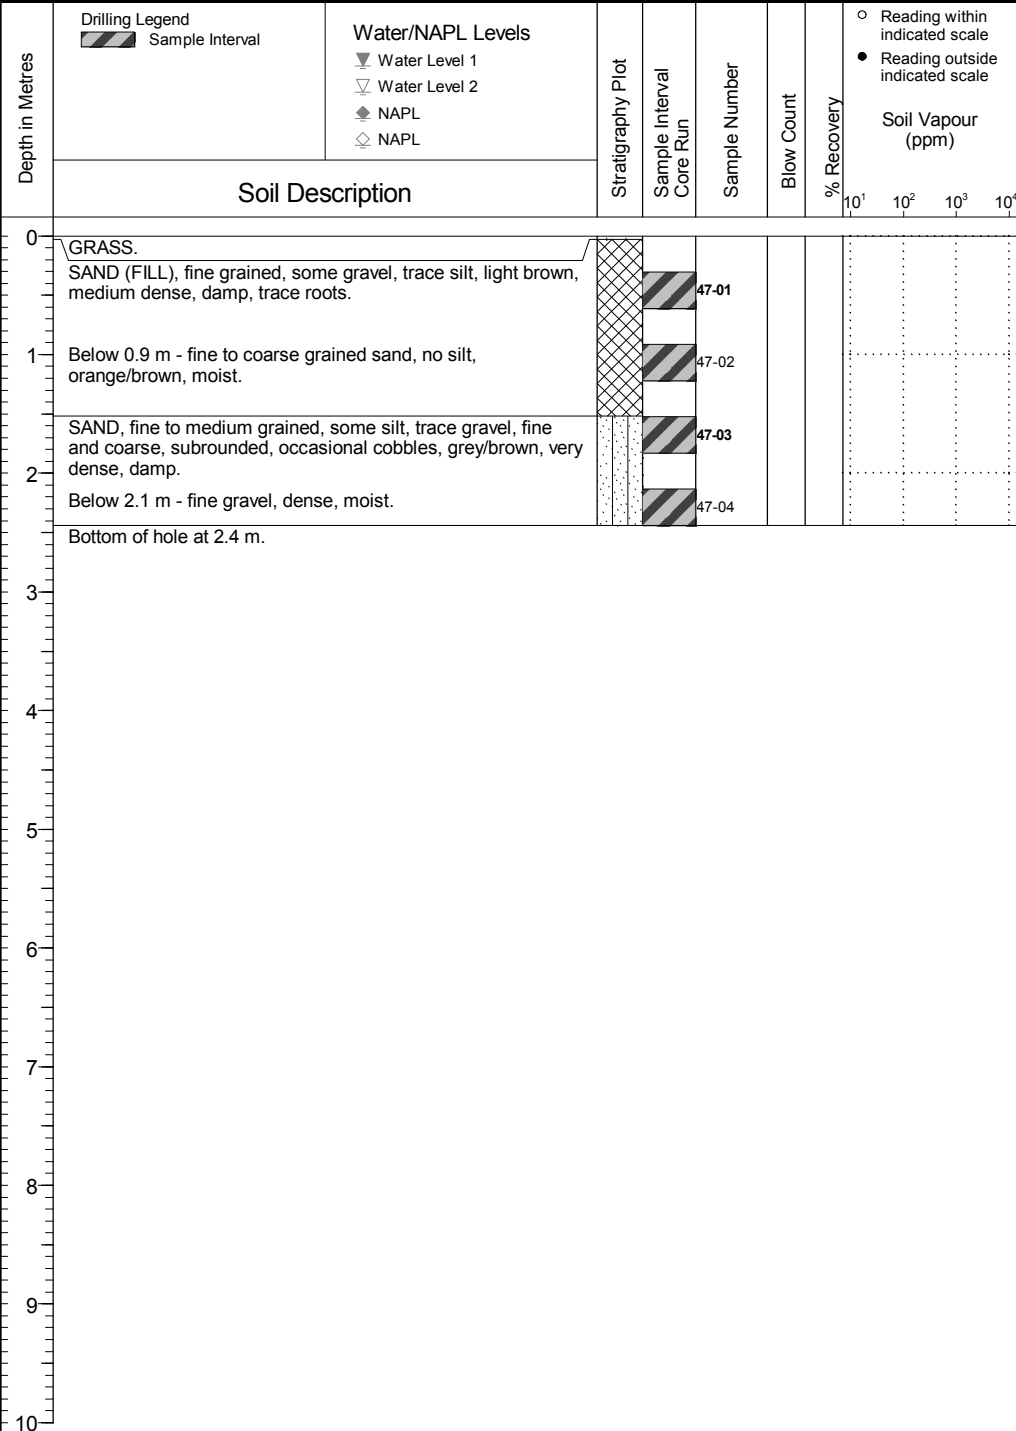 Depth in Metres
Drilling Legend
Sample Interval
Water/NAPL Levels
Water Level 1
Water Level 2
NAPL
NAPL
Soil Description
Stratigraphy Plot
Sample Interval
Core Run
Sample Number
Blow Count
% Recovery
Reading within
indicated scale
Reading outside
indicated scale
Soil Vapour
(ppm)
10¹ 10² 10³ 10⁴
0
GRASS.
SAND (FILL), fine grained, some gravel, trace silt, light brown,
medium dense, damp, trace roots.
47-01
1
Below 0.9 m - fine to coarse grained sand, no silt,
orange/brown, moist.
47-02
SAND, fine to medium grained, some silt, trace gravel, fine
and coarse, subrounded, occasional cobbles, grey/brown, very
dense, damp.
47-03
2
Below 2.1 m - fine gravel, dense, moist.
47-04
Bottom of hole at 2.4 m.
3
4
5
6
7
8
9
10